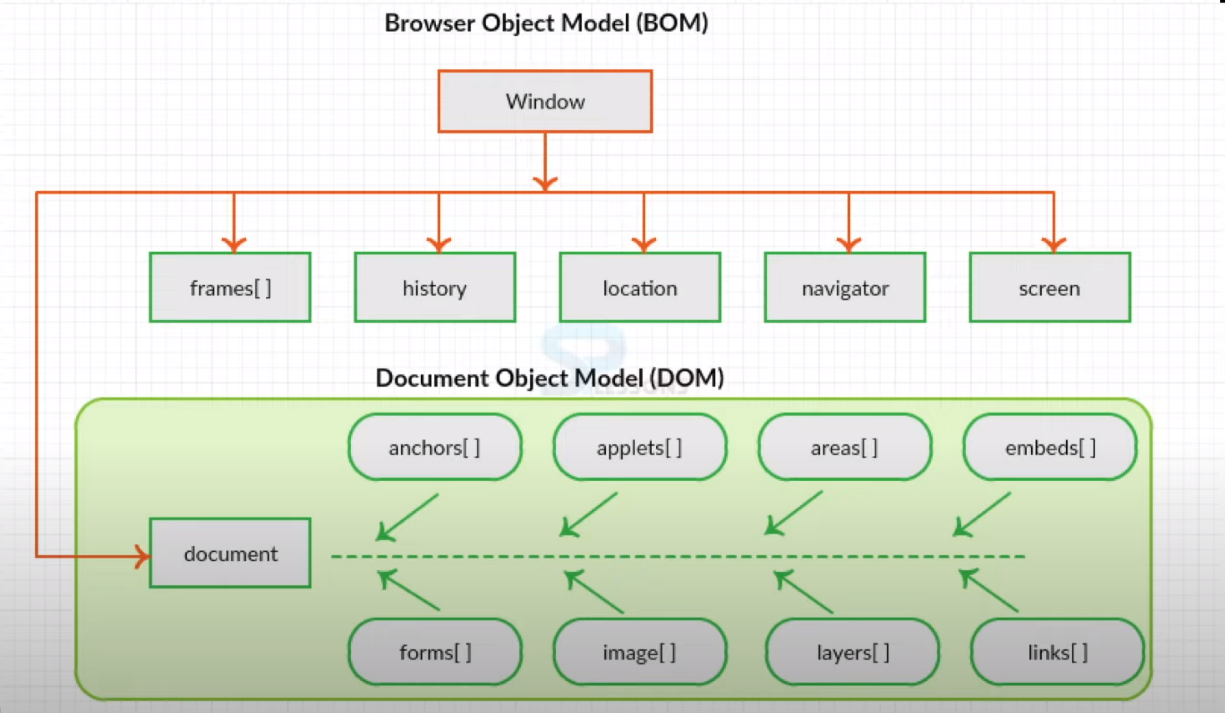 Browser Object Model (BOM)
Window
frames[ ]
history
location
navigator
screen
Document Object Model (DOM)
anchors[ ]
applets[ ]
areas[ ]
embeds[ ]
document
forms[ ]
image[ ]
layers[ ]
links[ ]